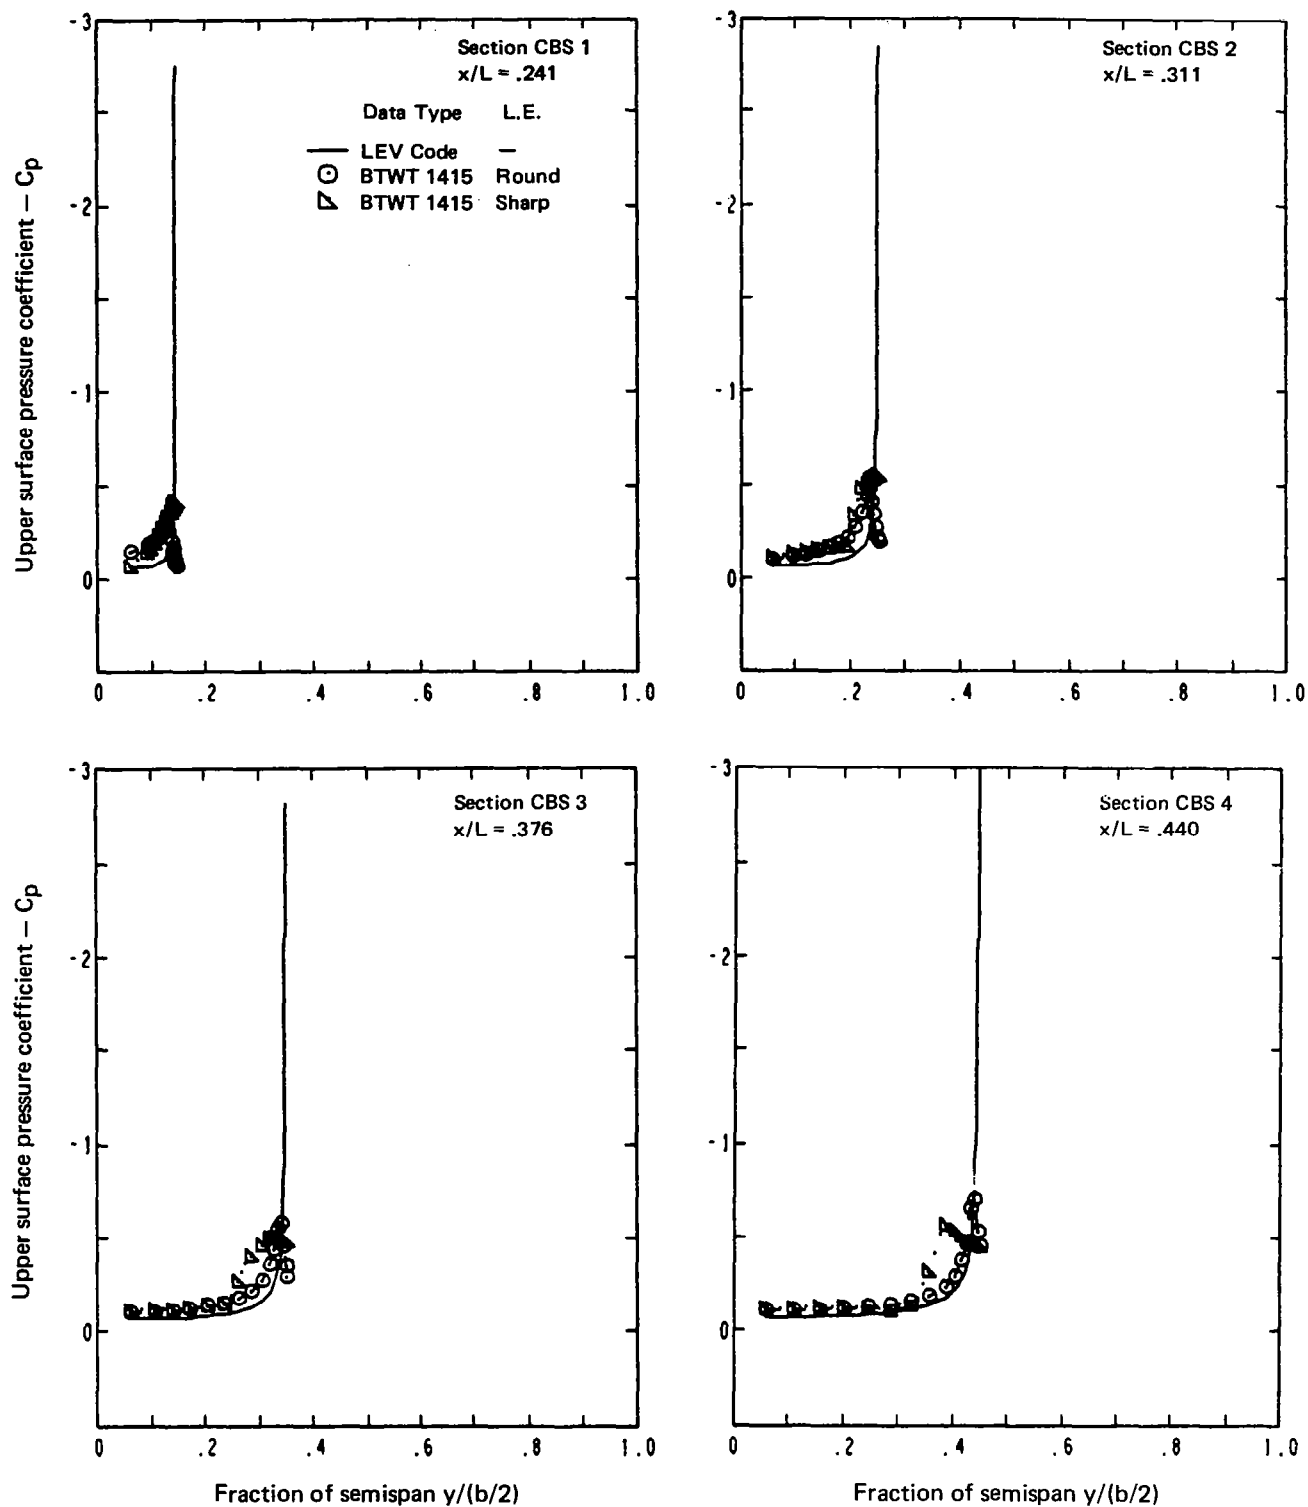 -3
Section CBS 1
x/L = .241
Data Type L.E.
LEV Code –
BTWT 1415 Round
BTWT 1415 Sharp
-2
-1
0
Upper surface pressure coefficient – Cp
0 .2 .4 .6 .8 1.0
-3
Section CBS 2
x/L = .311
-2
-1
0
0 .2 .4 .6 .8 1.0
-3
Section CBS 3
x/L = .376
-2
-1
0
Upper surface pressure coefficient – Cp
0 .2 .4 .6 .8 1.0
Fraction of semispan y/(b/2)
-3
Section CBS 4
x/L = .440
-2
-1
0
0 .2 .4 .6 .8 1.0
Fraction of semispan y/(b/2)